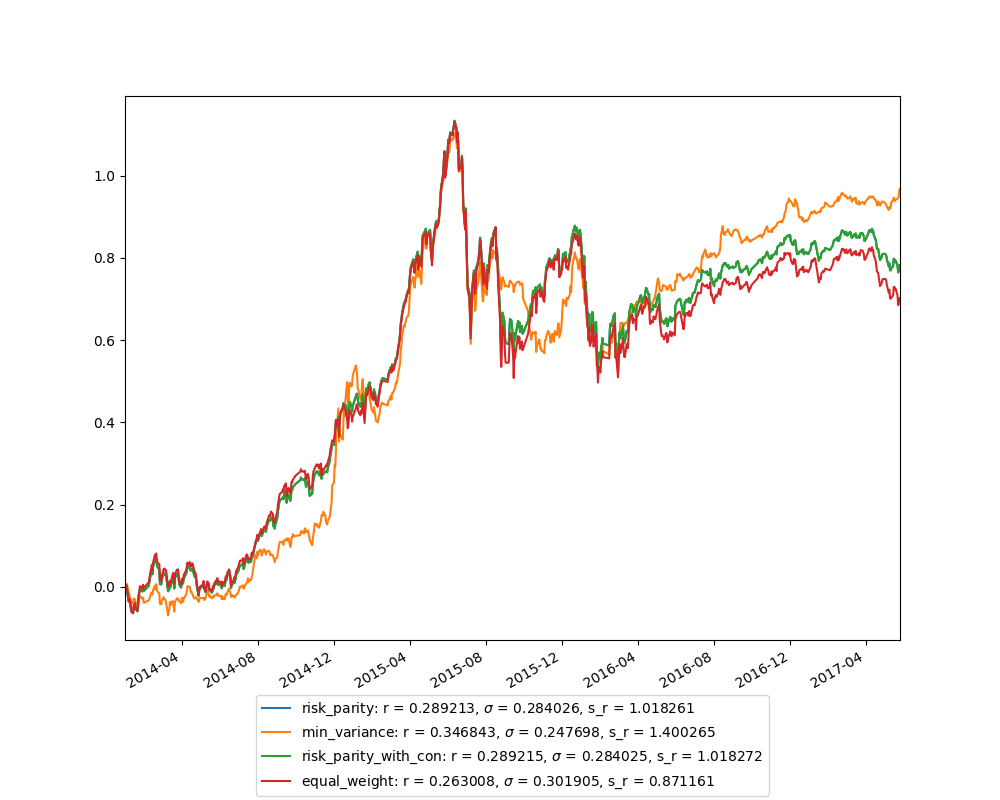 1.0
0.8
0.6
0.4
0.2
0.0
2014-04 2014-08 2014-12 2015-04 2015-08 2015-12 2016-04 2016-08 2016-12 2017-04
risk_parity: r = 0.289213, σ = 0.284026, s_r = 1.018261
min_variance: r = 0.346843, σ = 0.247698, s_r = 1.400265
risk_parity_with_con: r = 0.289215, σ = 0.284025, s_r = 1.018272
equal_weight: r = 0.263008, σ = 0.301905, s_r = 0.871161